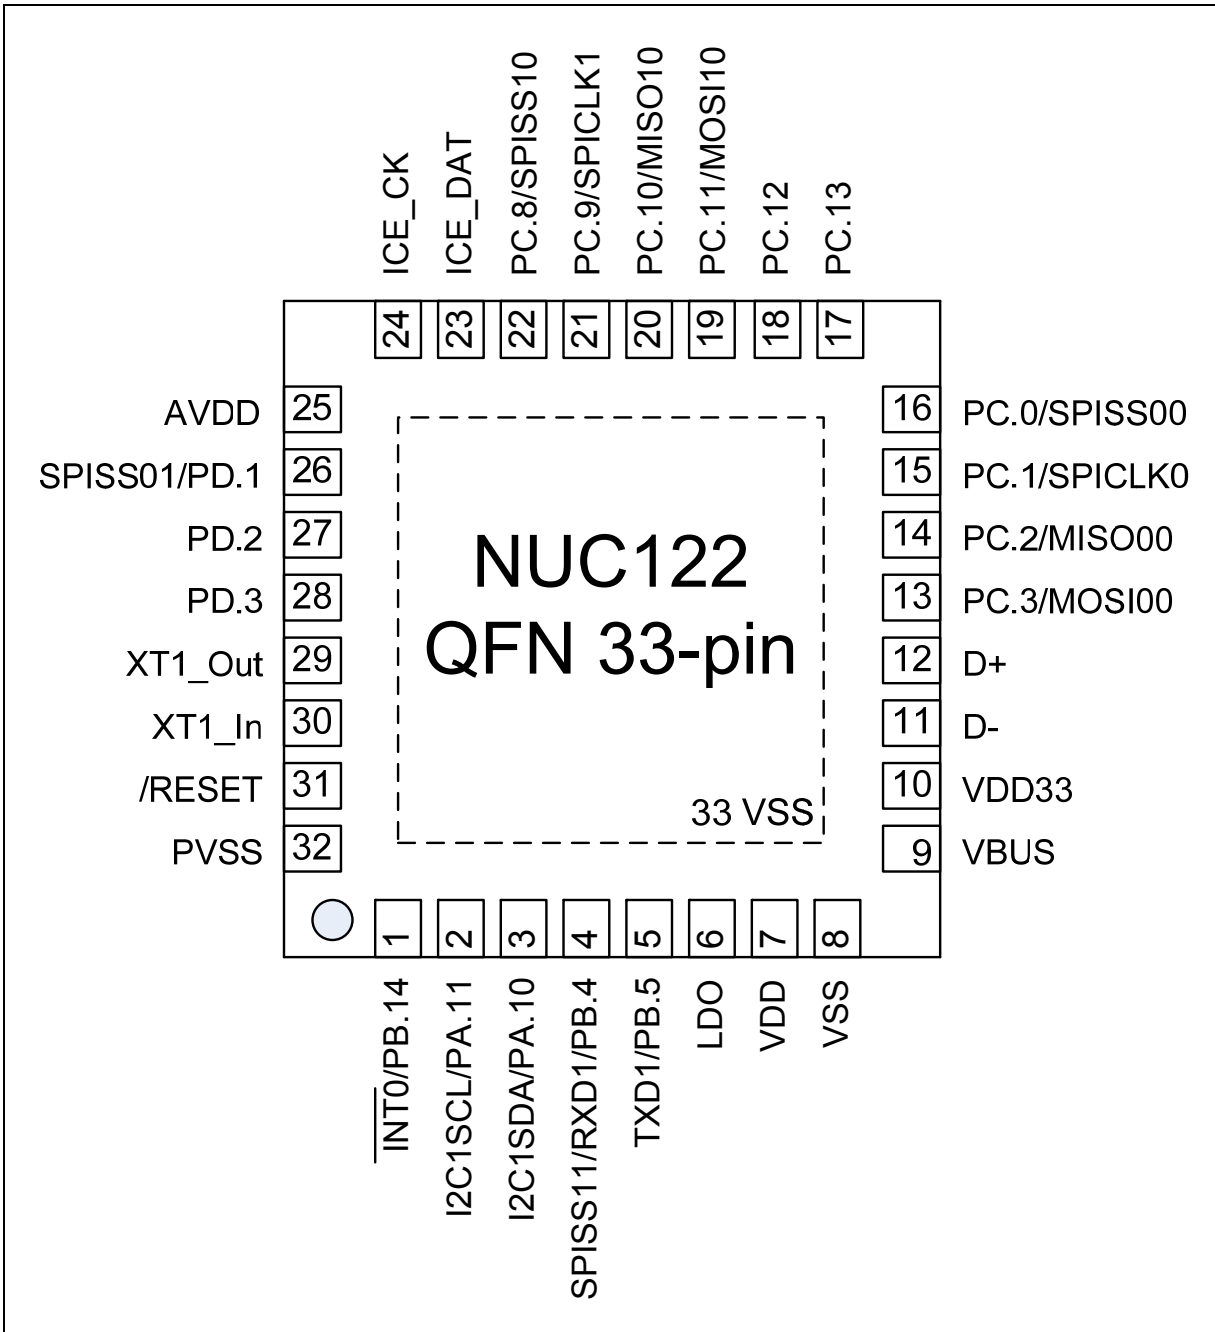 ICE_CK
ICE_DAT
PC.8/SPISS10
PC.9/SPICLK1
PC.10/MISO10
PC.11/MOSI10
PC.12
PC.13
24
23
22
21
20
19
18
17
AVDD 25
SPISS01/PD.1 26
PD.2 27
PD.3 28
XT1_Out 29
XT1_In 30
/RESET 31
PVSS 32
NUC122
QFN 33-pin
33 VSS
16 PC.0/SPISS00
15 PC.1/SPICLK0
14 PC.2/MISO00
13 PC.3/MOSI00
12 D+
11 D-
10 VDD33
9 VBUS
1
2
3
4
5
6
7
8
INT0/PB.14
I2C1SCL/PA.11
I2C1SDA/PA.10
SPISS11/RXD1/PB.4
TXD1/PB.5
LDO
VDD
VSS